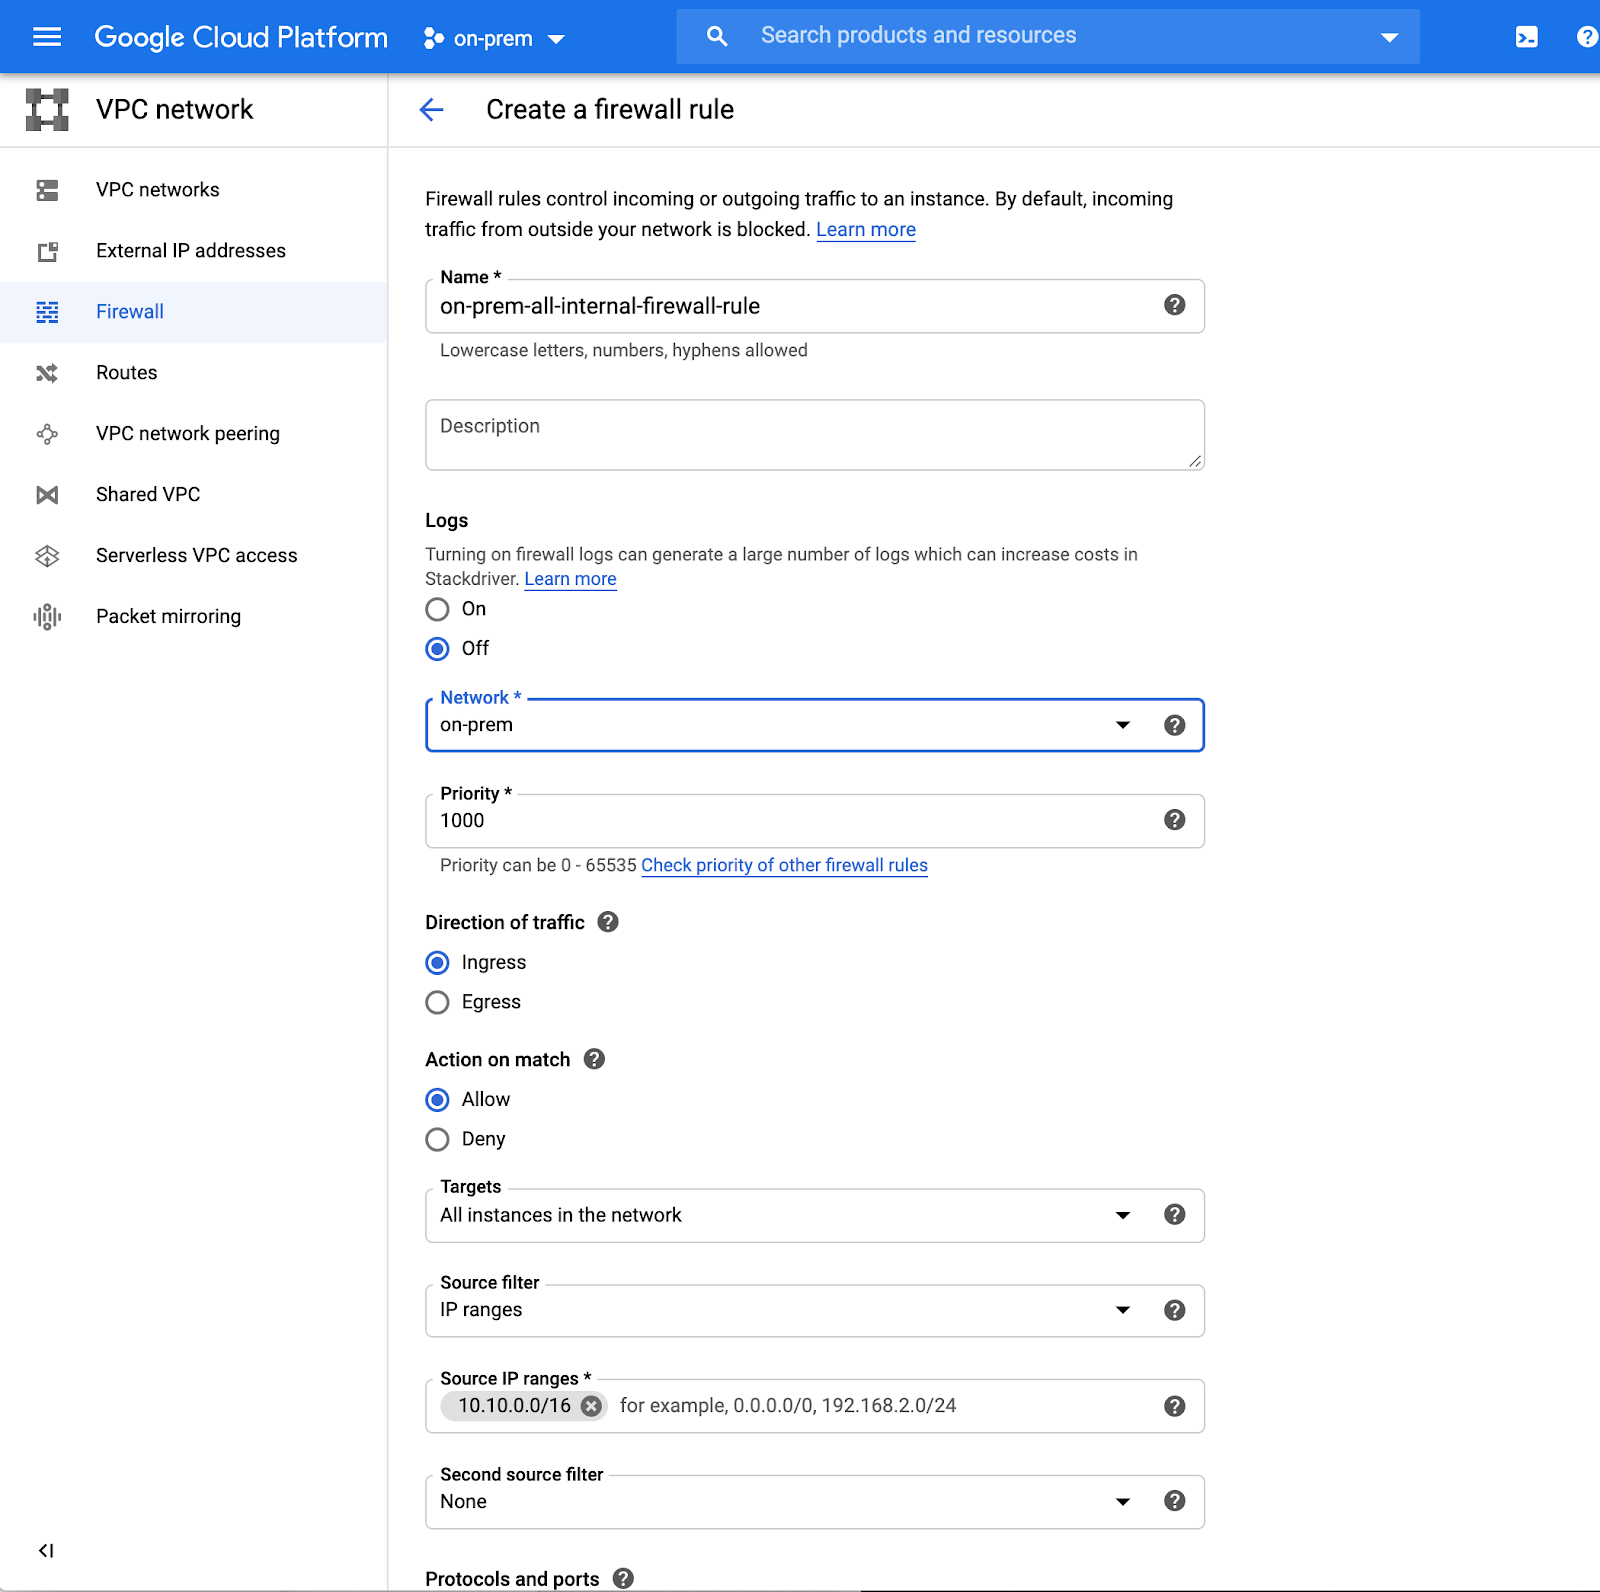 Google Cloud Platform
on-prem
Search products and resources
VPC network
Create a firewall rule
VPC networks
External IP addresses
Firewall
Routes
VPC network peering
Shared VPC
Serverless VPC access
Packet mirroring
Firewall rules control incoming or outgoing traffic to an instance. By default, incoming
traffic from outside your network is blocked. Learn more
Name *
on-prem-all-internal-firewall-rule
Lowercase letters, numbers, hyphens allowed
Description
Logs
Turning on firewall logs can generate a large number of logs which can increase costs in
Stackdriver. Learn more
On
Off
Network *
on-prem
Priority *
1000
Priority can be 0 - 65535 Check priority of other firewall rules
Direction of traffic
Ingress
Egress
Action on match
Allow
Deny
Targets
All instances in the network
Source filter
IP ranges
Source IP ranges *
10.10.0.0/16 for example, 0.0.0.0/0, 192.168.2.0/24
Second source filter
None
Protocols and ports